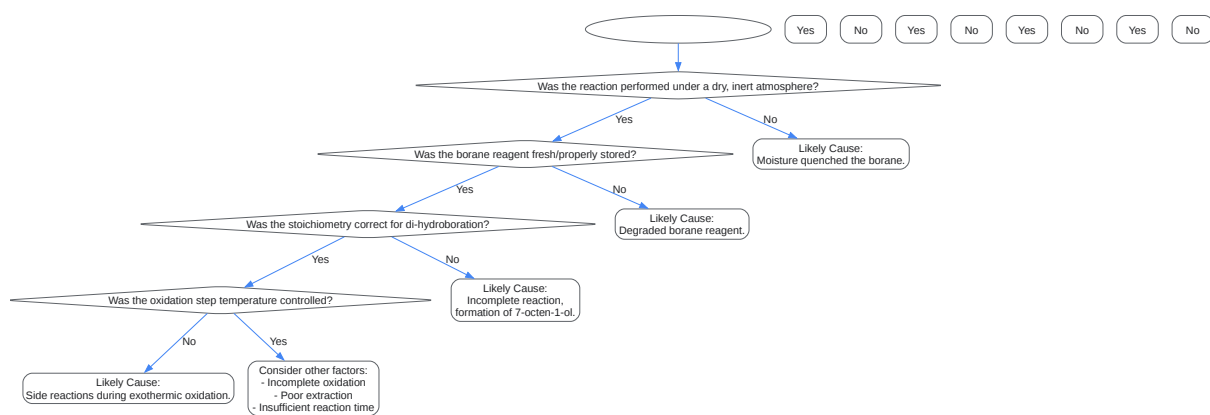 Yes
No
Yes
No
Yes
No
Yes
No
Was the reaction performed under a dry, inert atmosphere?
Yes
No
Was the borane reagent fresh/properly stored?
Likely Cause:
Moisture quenched the borane.
Yes
No
Was the stoichiometry correct for di-hydroboration?
Likely Cause:
Degraded borane reagent.
Yes
No
Was the oxidation step temperature controlled?
Likely Cause:
Incomplete reaction,
formation of 7-octen-1-ol.
No
Yes
Likely Cause:
Side reactions during exothermic oxidation.
Consider other factors:
- Incomplete oxidation
- Poor extraction
- Insufficient reaction time